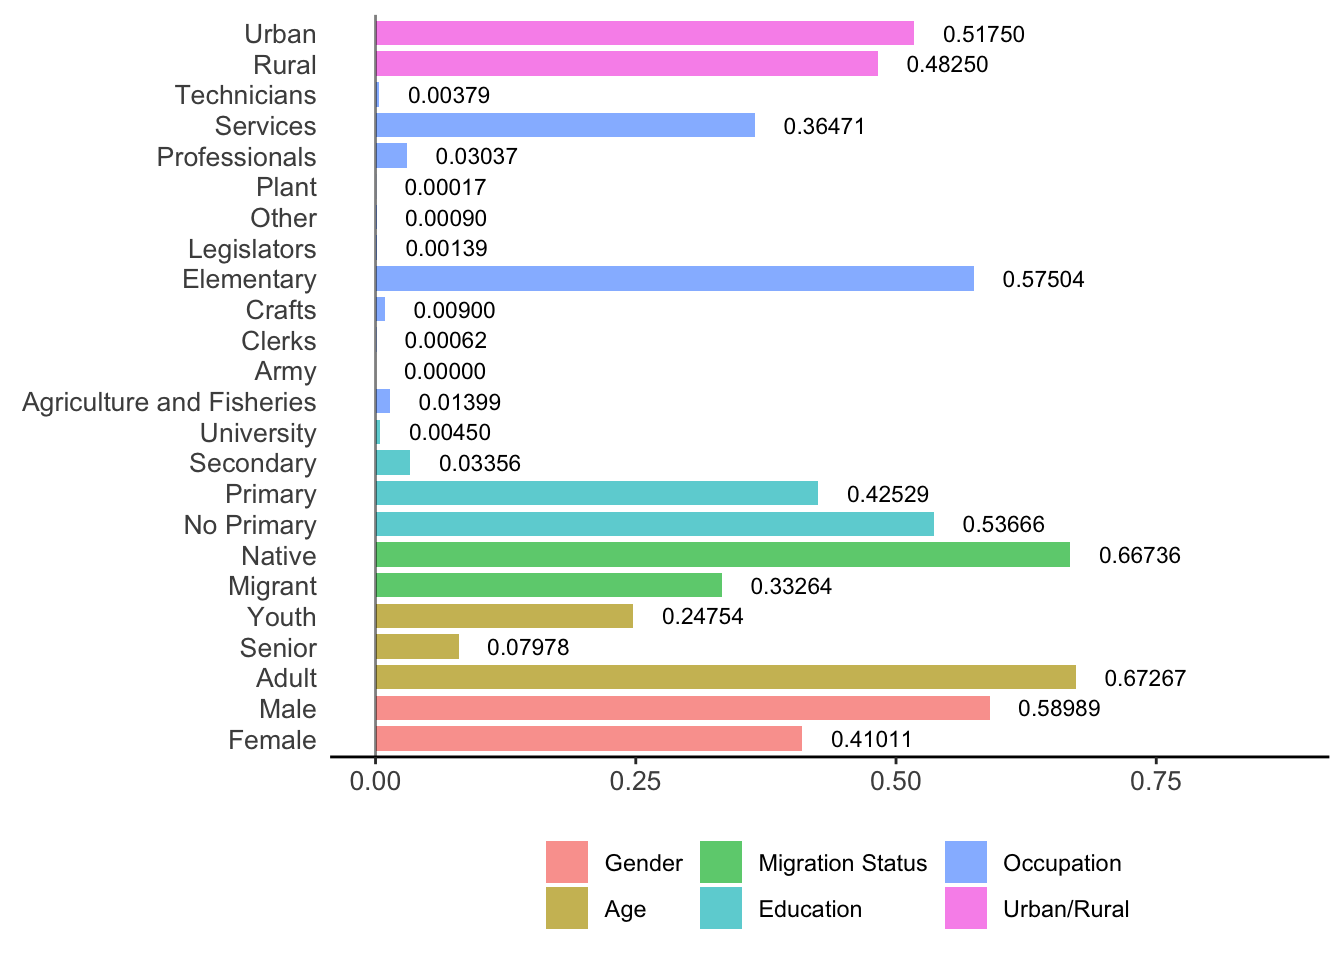 Urban 0.51750
Rural 0.48250
Technicians 0.00379
Services 0.36471
Professionals 0.03037
Plant 0.00017
Other 0.00090
Legislators 0.00139
Elementary 0.57504
Crafts 0.00900
Clerks 0.00062
Army 0.00000
Agriculture and Fisheries 0.01399
University 0.00450
Secondary 0.03356
Primary 0.42529
No Primary 0.53666
Native 0.66736
Migrant 0.33264
Youth 0.24754
Senior 0.07978
Adult 0.67267
Male 0.58989
Female 0.41011
0.00 0.25 0.50 0.75
Gender Migration Status Occupation
Age Education Urban/Rural